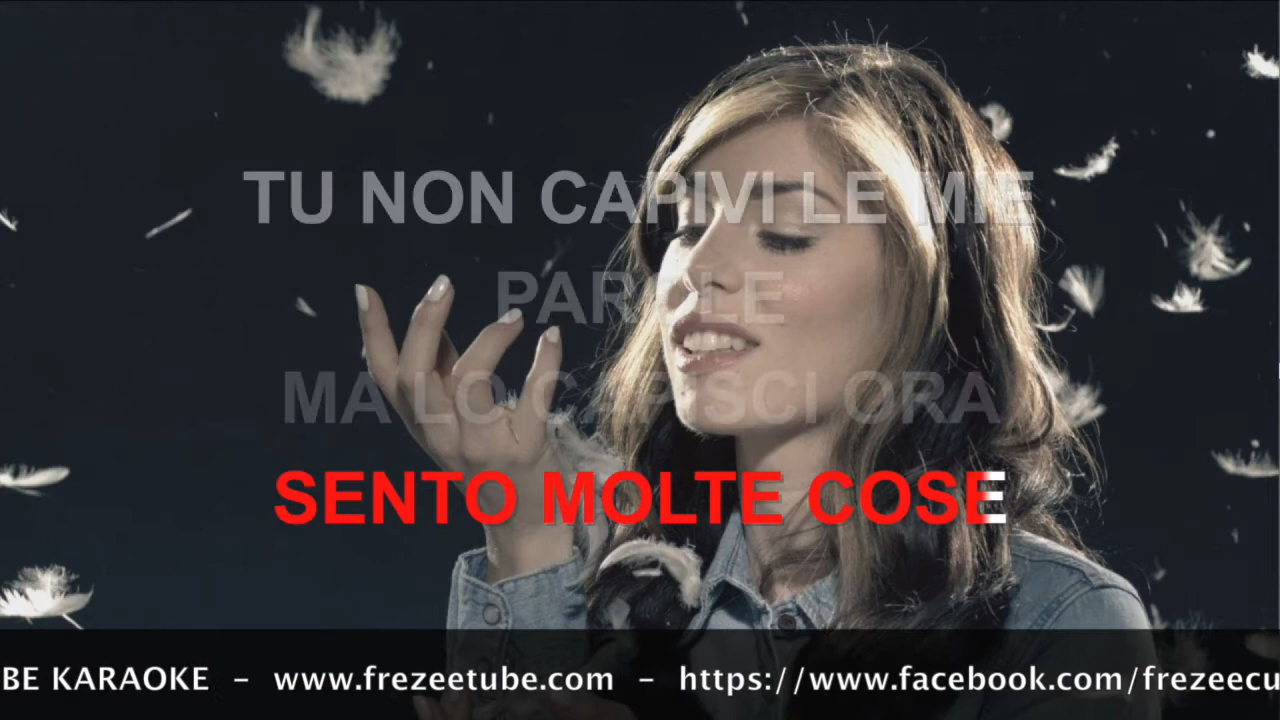 TU NON CAPIVI LE MIE
PAROLE
MA LO CAPISCI ORA
SENTO MOLTE COSE
BE KARAOKE – www.frezeetube.com – https://www.facebook.com/frezeecu